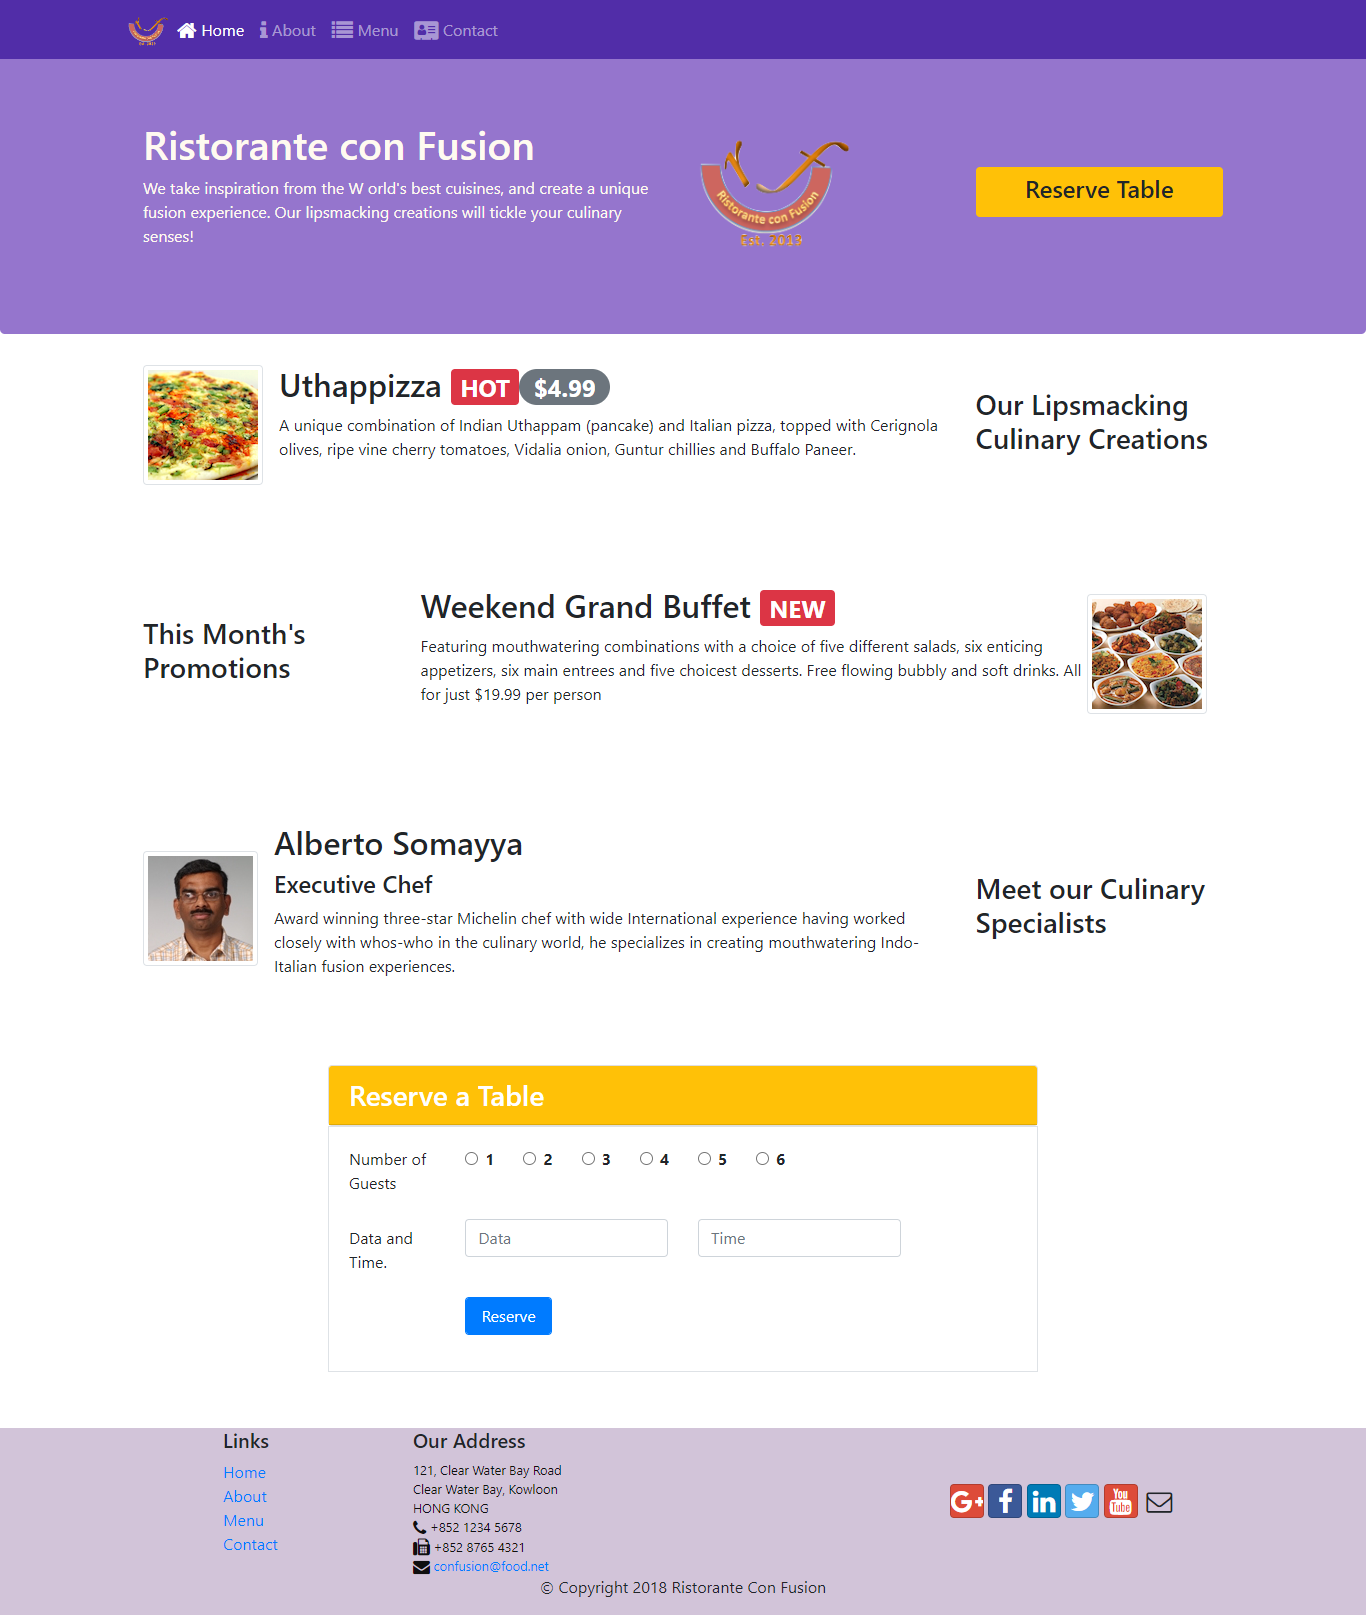 Home About Menu Contact
Ristorante con Fusion
We take inspiration from the W orld's best cuisines, and create a unique
fusion experience. Our lipsmacking creations will tickle your culinary
senses!
Ristorante con Fusion
Est. 2013
Reserve Table
Uthappizza HOT $4.99
A unique combination of Indian Uthappam (pancake) and Italian pizza, topped with Cerignola
olives, ripe vine cherry tomatoes, Vidalia onion, Guntur chillies and Buffalo Paneer.
Our Lipsmacking
Culinary Creations
This Month's
Promotions
Weekend Grand Buffet NEW
Featuring mouthwatering combinations with a choice of five different salads, six enticing
appetizers, six main entrees and five choicest desserts. Free flowing bubbly and soft drinks. All
for just $19.99 per person
Alberto Somayya
Executive Chef
Award winning three-star Michelin chef with wide International experience having worked
closely with whos-who in the culinary world, he specializes in creating mouthwatering Indo-
Italian fusion experiences.
Meet our Culinary
Specialists
Reserve a Table
Number of
Guests
1 2 3 4 5 6
Data and
Time.
Data
Time
Reserve
Links
Home
About
Menu
Contact
Our Address
121, Clear Water Bay Road
Clear Water Bay, Kowloon
HONG KONG
+852 1234 5678
+852 8765 4321
confusion@food.net
G+ f in You Tube
© Copyright 2018 Ristorante Con Fusion